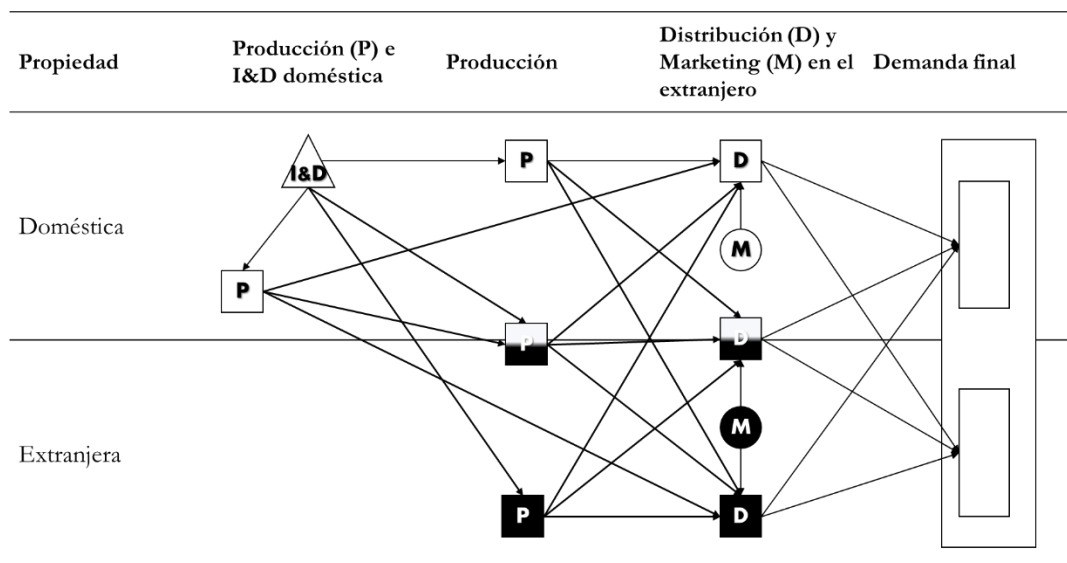 Propiedad
Producción (P) e
I&D doméstica
Producción
Distribución (D) y
Marketing (M) en el
extranjero
Demanda final
I&D
P
D
Doméstica
M
P
P
D
M
Extranjera
P
D